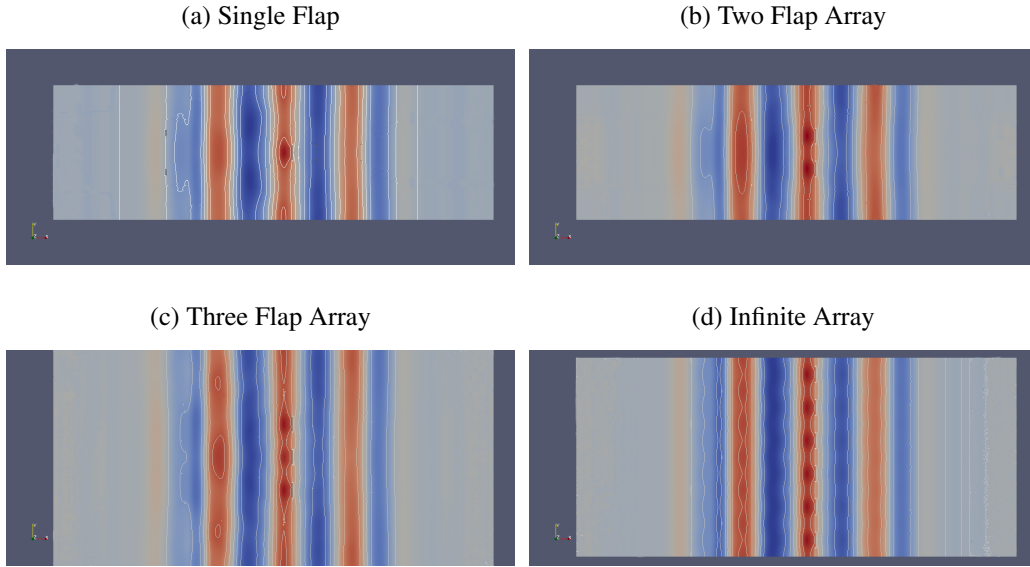 (a) Single Flap
(b) Two Flap Array
(c) Three Flap Array
(d) Infinite Array